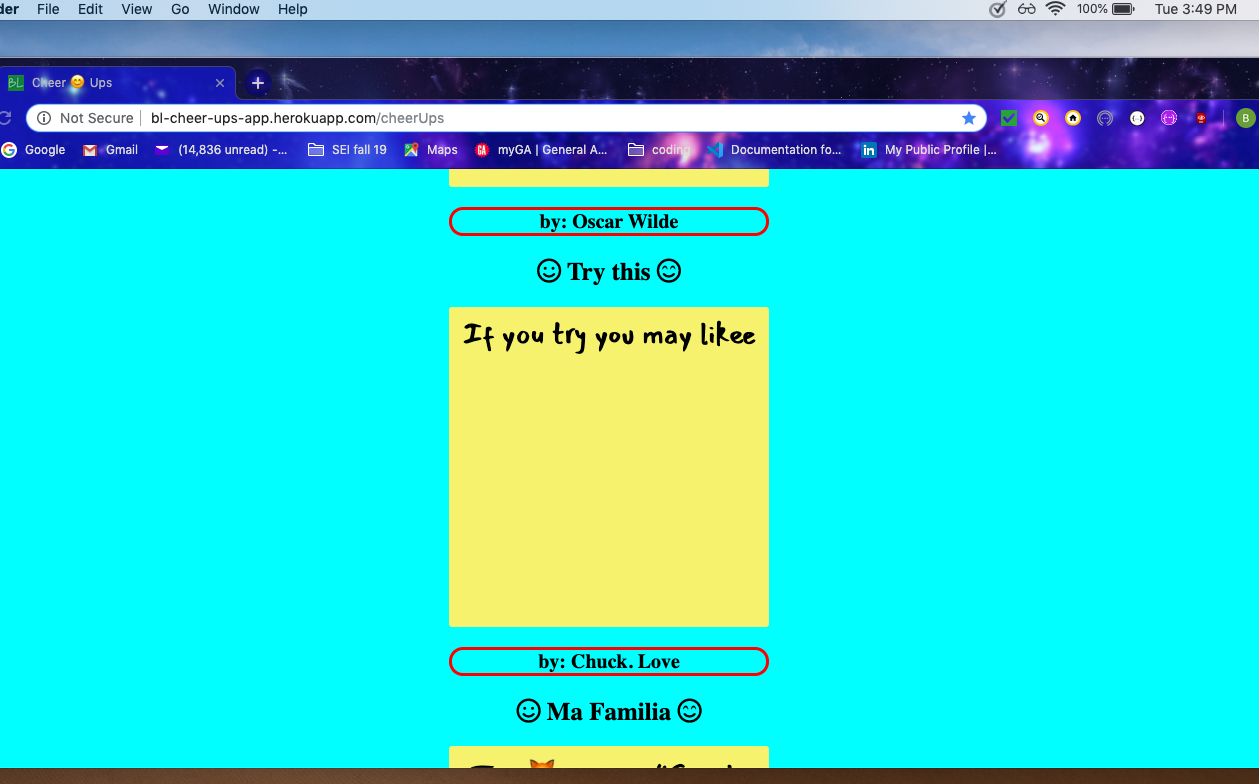 der File Edit View Go Window Help 100% Tue 3:49 PM
BL Cheer 😊 Ups × +
Not Secure | bl-cheer-ups-app.herokuapp.com/cheerUps B
Google Gmail (14,836 unread) -... SEI fall 19 Maps GA myGA | General A... coding Documentation fo... in My Public Profile |...
by: Oscar Wilde
☺ Try this 😊
If you try you may likee
by: Chuck. Love
☺ Ma Familia 😊